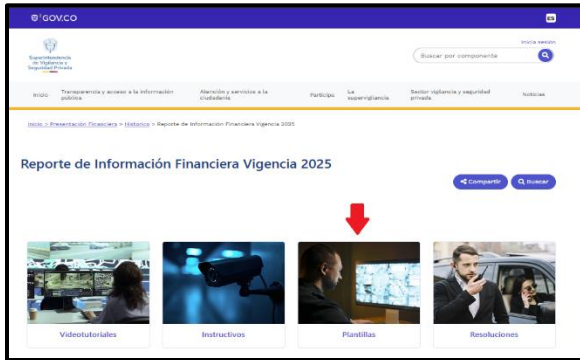 GOV.CO
ES
Inicia sesión
Superintendencia
de Vigilancia y
Seguridad Privada
Buscar por componente
Inicio
Transparencia y acceso a la información
pública
Atención y servicios a la
ciudadanía
Participa
La
supervigilancia
Sector vigilancia y seguridad
privada
Noticias
Inicio > Presentación Financiera > Histórico > Reporte de Información Financiera Vigencia 2025
Reporte de Información Financiera Vigencia 2025
Compartir
Buscar
Videotutoriales
Instructivos
Plantillas
Resoluciones